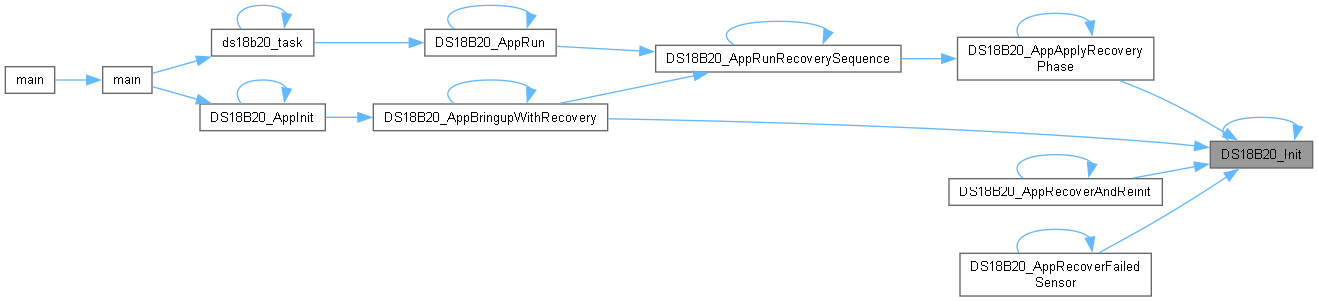 main
main
ds18b20_task
DS18B20_AppInit
DS18B20_AppRun
DS18B20_AppBringupWithRecovery
DS18B20_AppRunRecoverySequence
DS18B20_AppApplyRecovery
Phase
DS18B20_Init
DS18B20_AppRecoverAndReinit
DS18B20_AppRecoverFailed
Sensor